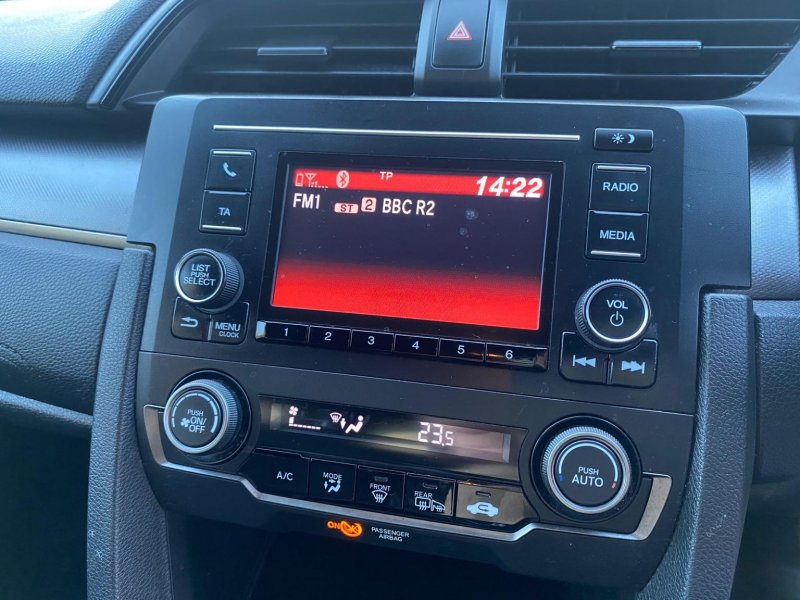 TP
14:22
FM1 ST 2 BBC R2
TA
RADIO
MEDIA
LIST
PUSH
SELECT
VOL
MENU
CLOCK
1 2 3 4 5 6
PUSH
ON/OFF
23.5
PUSH
AUTO
A/C
MODE
FRONT
REAR
ON
PASSENGER
AIRBAG